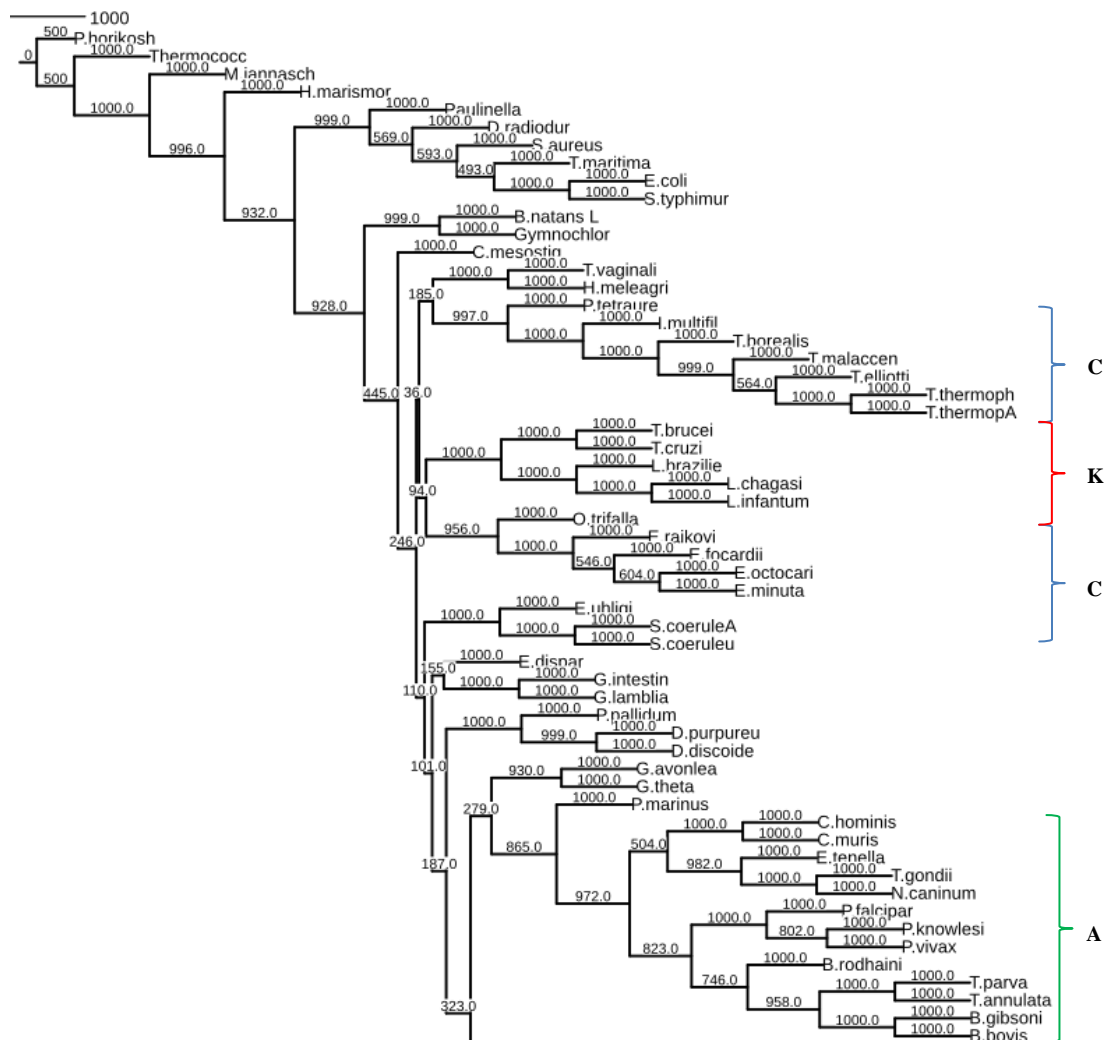 1000
500
P.horikosh
0
1000.0
Thermococc
500
1000.0
M.jannasch
1000.0
1000.0
H.marismor
996.0
1000.0
Paulinella
999.0
1000.0
D.radiodur
569.0
1000.0
S.aureus
593.0
1000.0
T.maritima
493.0
1000.0
E.coli
1000.0
1000.0
S.typhimur
932.0
1000.0
B.natans L
999.0
1000.0
Gymnochlor
1000.0
C.mesostig
928.0
1000.0
T.vaginali
1000.0
1000.0
H.meleagri
185.0
1000.0
P.tetraure
997.0
1000.0
I.multifil
1000.0
1000.0
T.borealis
1000.0
1000.0
T.malaccen
999.0
1000.0
T.elliotti
564.0
1000.0
T.thermoph
1000.0
1000.0
T.thermopA
C
445.0
36.0
1000.0
T.brucei
1000.0
1000.0
T.cruzi
1000.0
L.brazilie
1000.0
1000.0
L.chagasi
1000.0
1000.0
L.infantum
K
94.0
1000.0
O.trifalla
956.0
1000.0
E.raikovi
1000.0
1000.0
E.focardii
546.0
1000.0
E.octocari
604.0
1000.0
E.minuta
246.0
C
1000.0
E.uhligi
1000.0
1000.0
S.coeruleA
1000.0
1000.0
S.coeruleu
1000.0
E.dispar
155.0
1000.0
G.intestin
1000.0
1000.0
G.lamblia
110.0
1000.0
P.pallidum
1000.0
1000.0
D.purpureu
999.0
1000.0
D.discoide
101.0
1000.0
G.avonlea
930.0
1000.0
G.theta
279.0
1000.0
P.marinus
865.0
1000.0
C.hominis
1000.0
1000.0
C.muris
504.0
1000.0
E.tenella
982.0
1000.0
T.gondii
1000.0
1000.0
N.caninum
187.0
972.0
1000.0
P.falcipar
1000.0
1000.0
P.knowlesi
802.0
1000.0
P.vivax
A
823.0
1000.0
B.rodhaini
746.0
1000.0
T.parva
1000.0
1000.0
T.annulata
958.0
1000.0
B.gibsoni
1000.0
1000.0
B.bovis
323.0